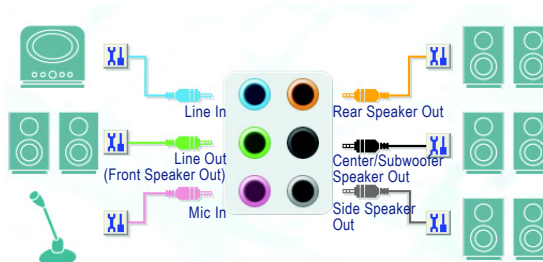 Line In
Line Out
(Front Speaker Out)
Mic In
Rear Speaker Out
Center/Subwoofer
Speaker Out
Side Speaker
Out